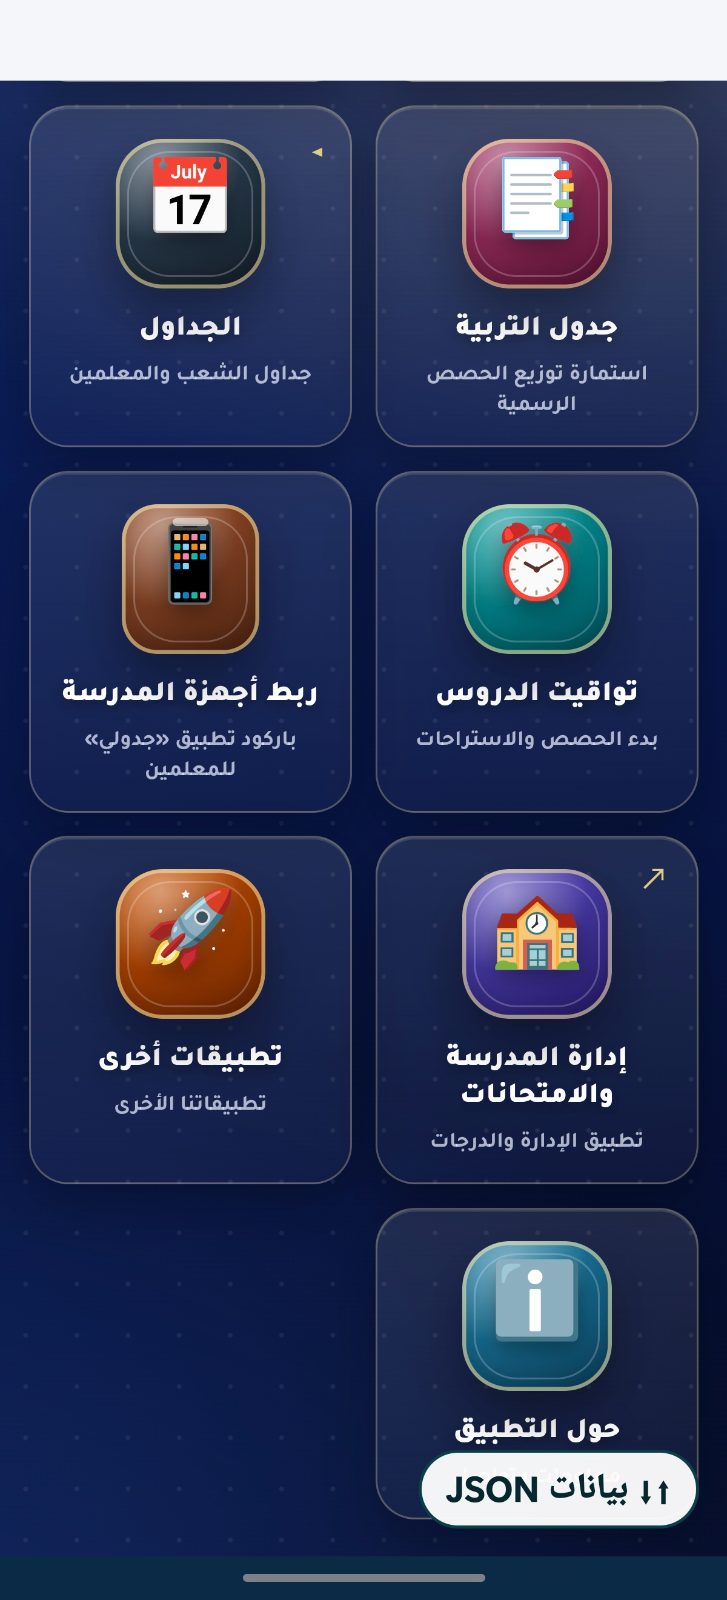 جدول التربية
استمارة توزيع الحصص
الرسمية
July
17
الجداول
جداول الشعب والمعلمين
تواقيت الدروس
بدء الحصص والاستراحات
ربط أجهزة المدرسة
باركود تطبيق «جدولي»
للمعلمين
إدارة المدرسة
والامتحانات
تطبيق الإدارة والدرجات
تطبيقات أخرى
تطبيقاتنا الأخرى
حول التطبيق
بيانات JSON